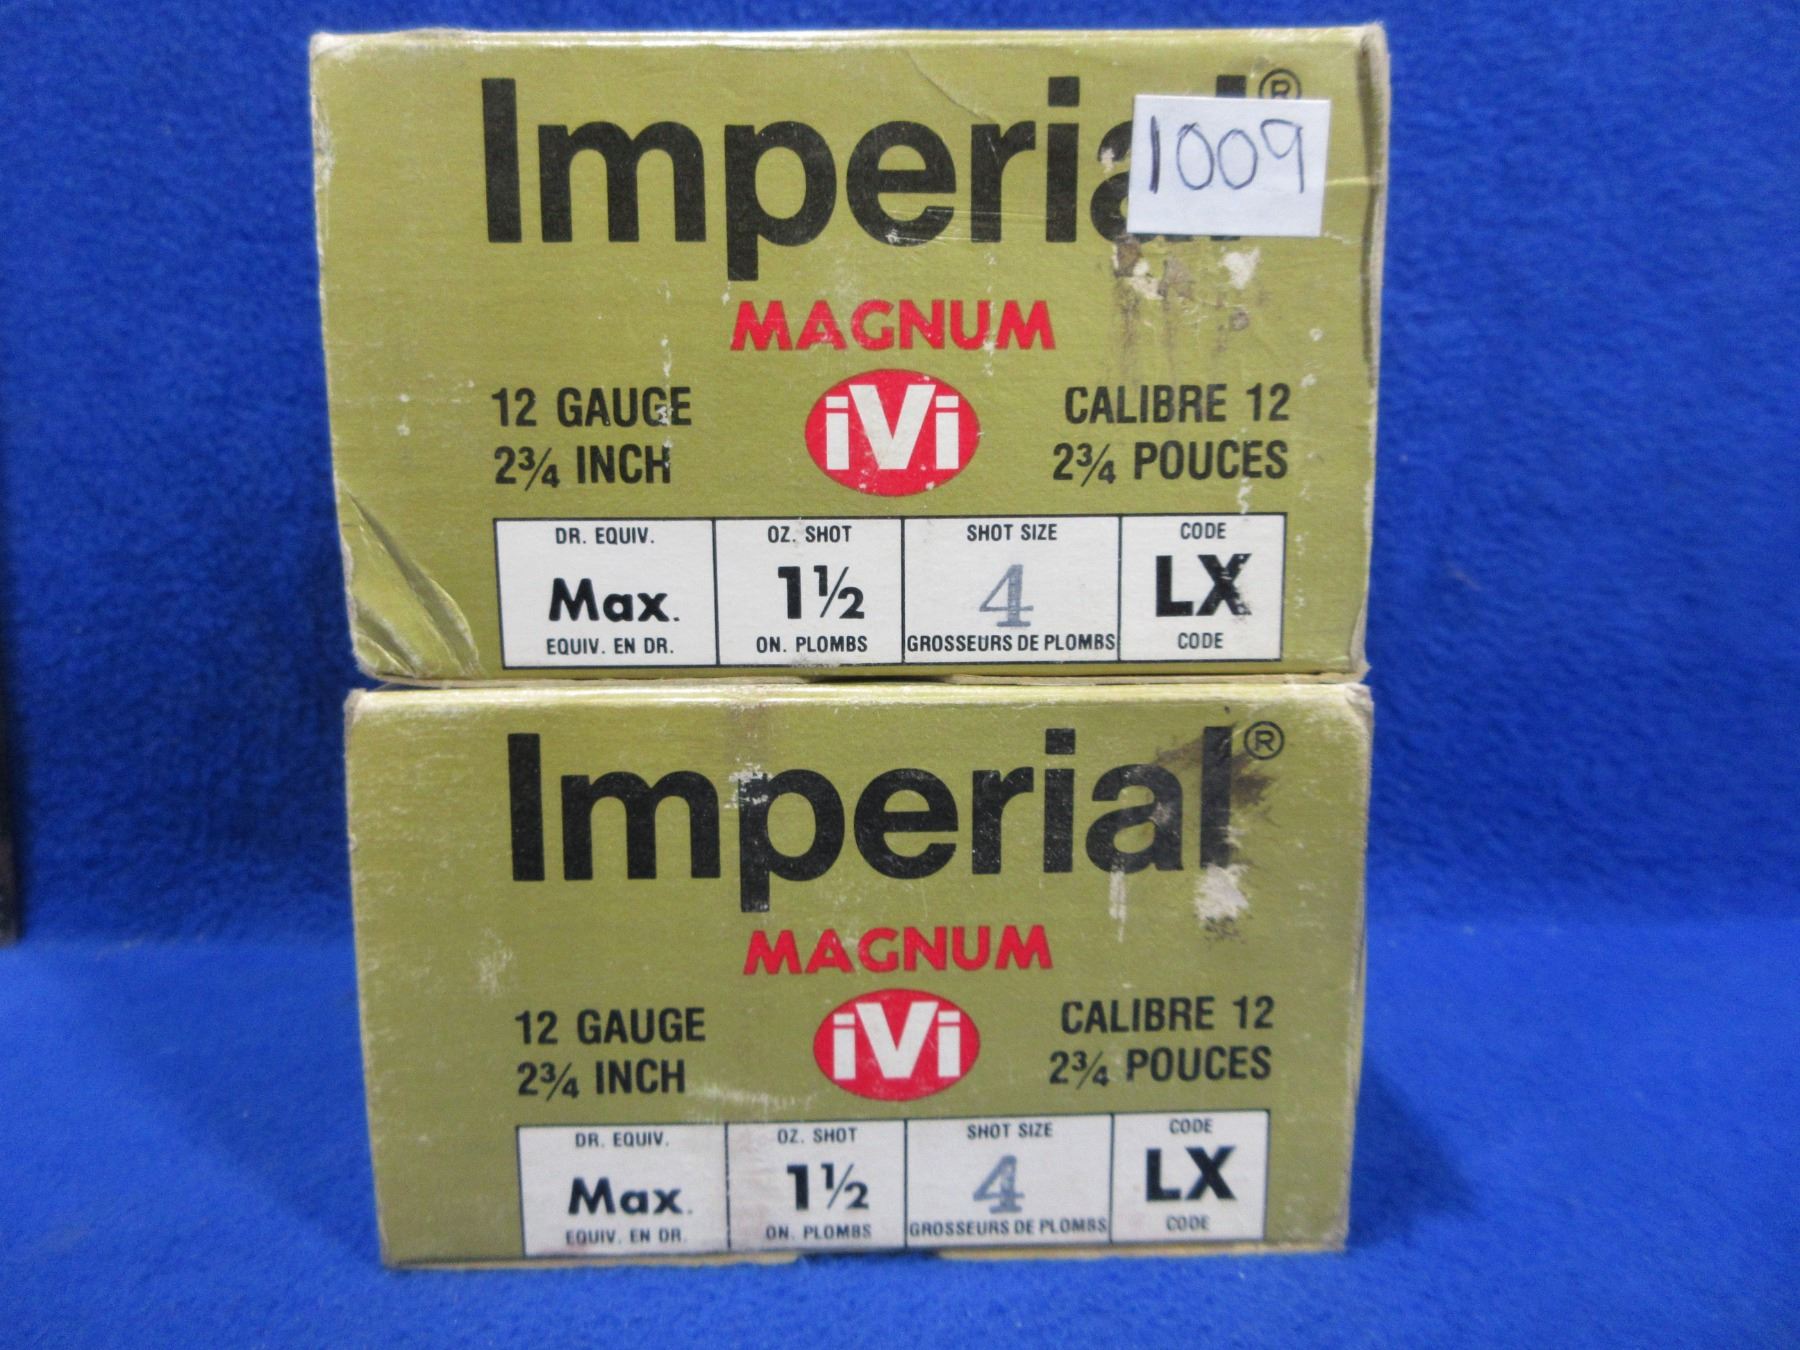 Imperial®
1009
MAGNUM
12 GAUGE
2¾ INCH
iVi
CALIBRE 12
2¾ POUCES
DR. EQUIV.
Max.
EQUIV. EN DR.
OZ. SHOT
1½
ON. PLOMBS
SHOT SIZE
4
GROSSEURS DE PLOMBS
CODE
LX
CODE
Imperial®
MAGNUM
12 GAUGE
2¾ INCH
iVi
CALIBRE 12
2¾ POUCES
DR. EQUIV.
Max.
EQUIV. EN DR.
OZ. SHOT
1½
ON. PLOMBS
SHOT SIZE
4
GROSSEURS DE PLOMBS
CODE
LX
CODE